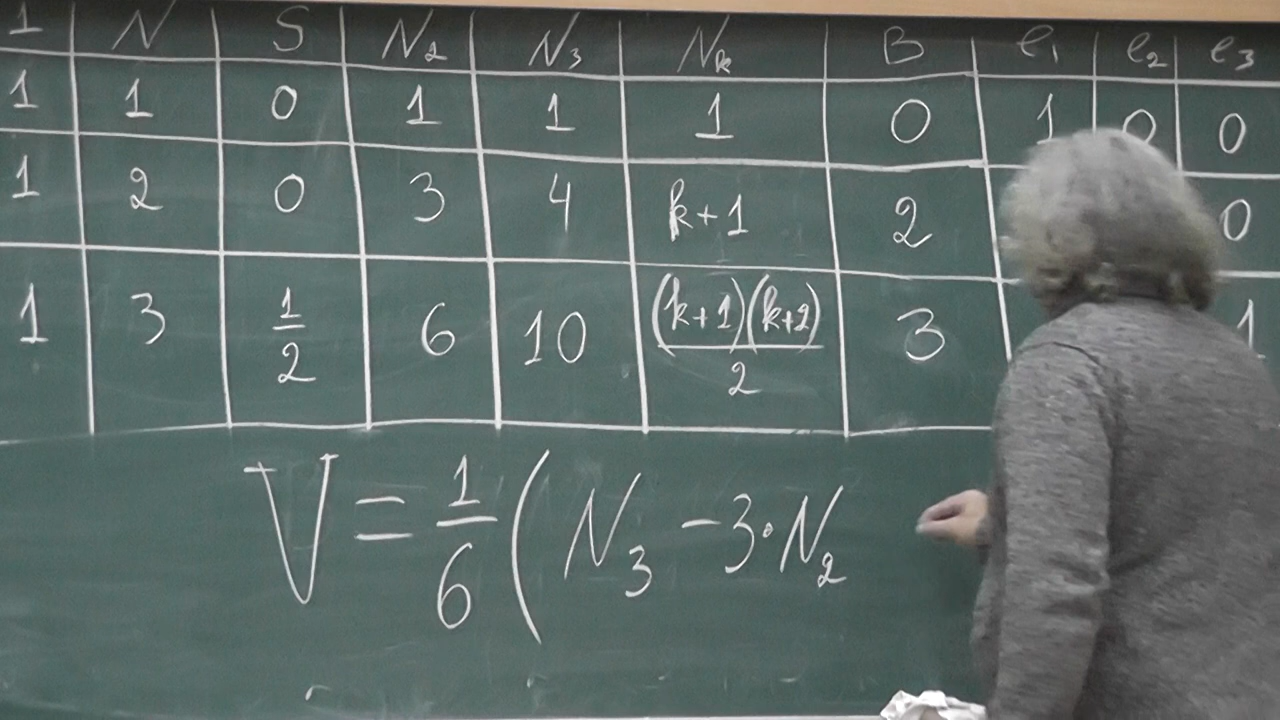 1 N S N₂ N₃ N_k B e₁ e₂ e₃
1 1 0 1 1 1 0 1 0 0
1 2 0 3 4 k+1 2 0
1 3 1/2 6 10 (k+1)(k+2)/2 3 1
V = 1/6 ( N₃ - 3 · N₂